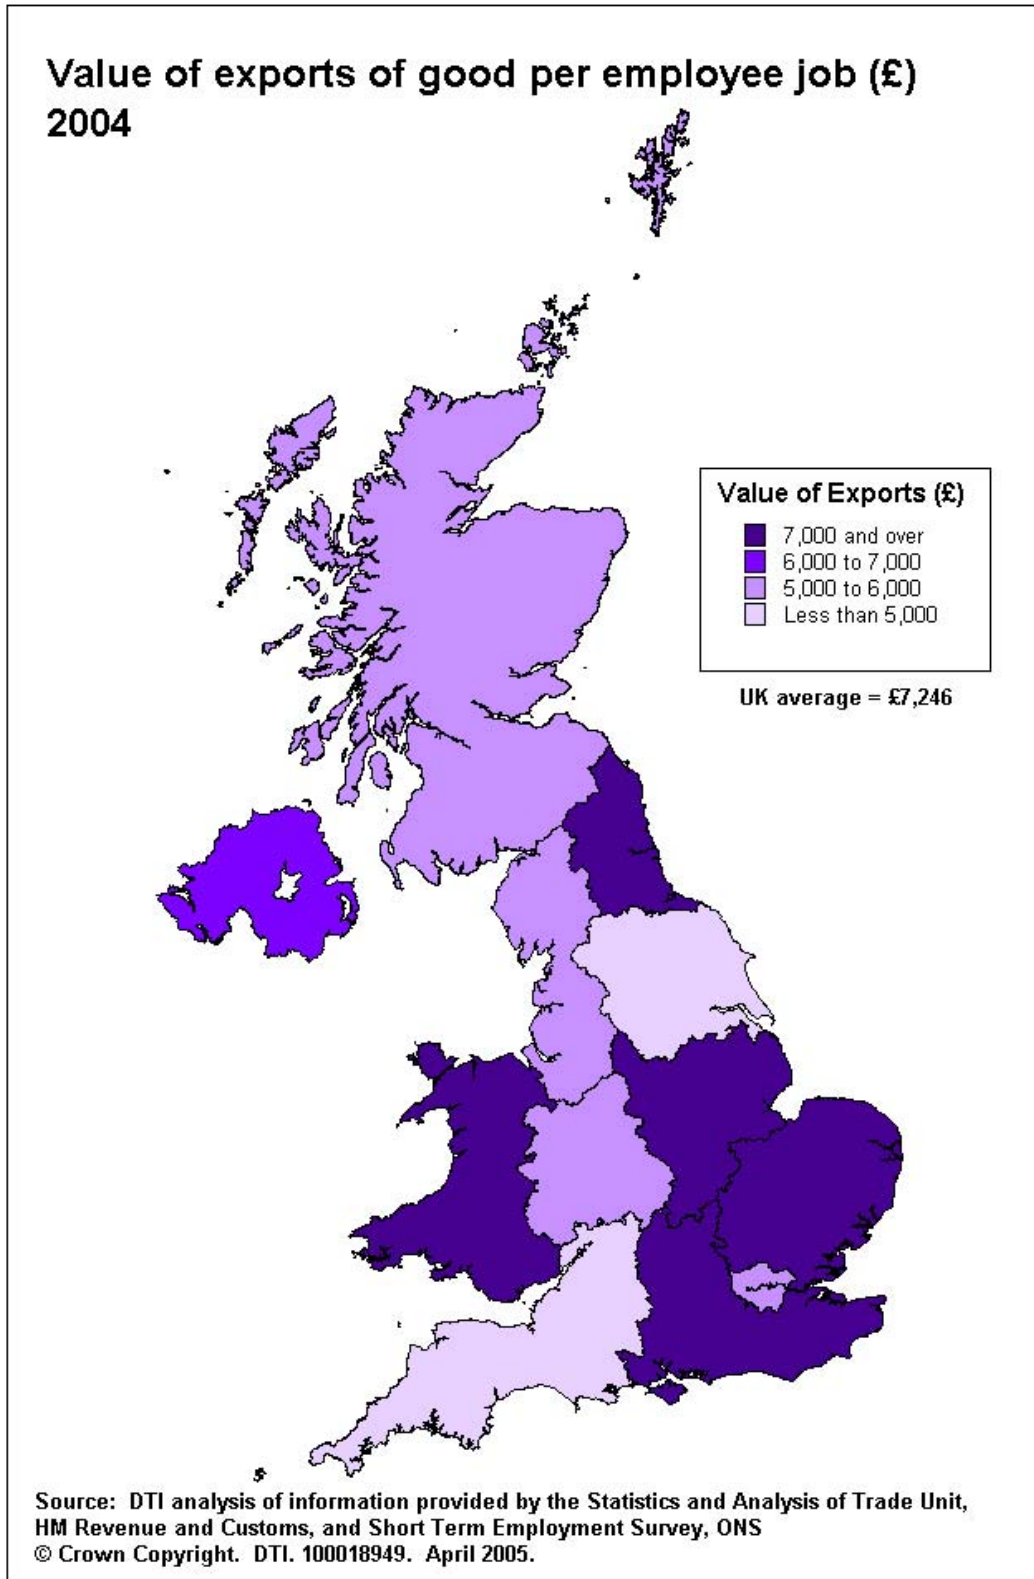 Value of exports of good per employee job (£)
2004
Value of Exports (£)
7,000 and over
6,000 to 7,000
5,000 to 6,000
Less than 5,000
UK average = £7,246
Source:  DTI analysis of information provided by the Statistics and Analysis of Trade Unit,
HM Revenue and Customs, and Short Term Employment Survey, ONS
© Crown Copyright.  DTI. 100018949.  April 2005.